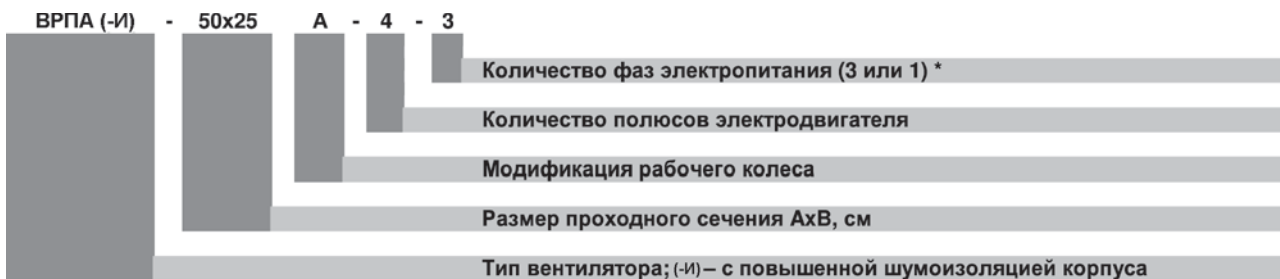 ВРПА (-И) - 50x25 А - 4 - 3
Количество фаз электропитания (3 или 1) *
Количество полюсов электродвигателя
Модификация рабочего колеса
Размер проходного сечения АхВ, см
Тип вентилятора; (-И) – с повышенной шумоизоляцией корпуса